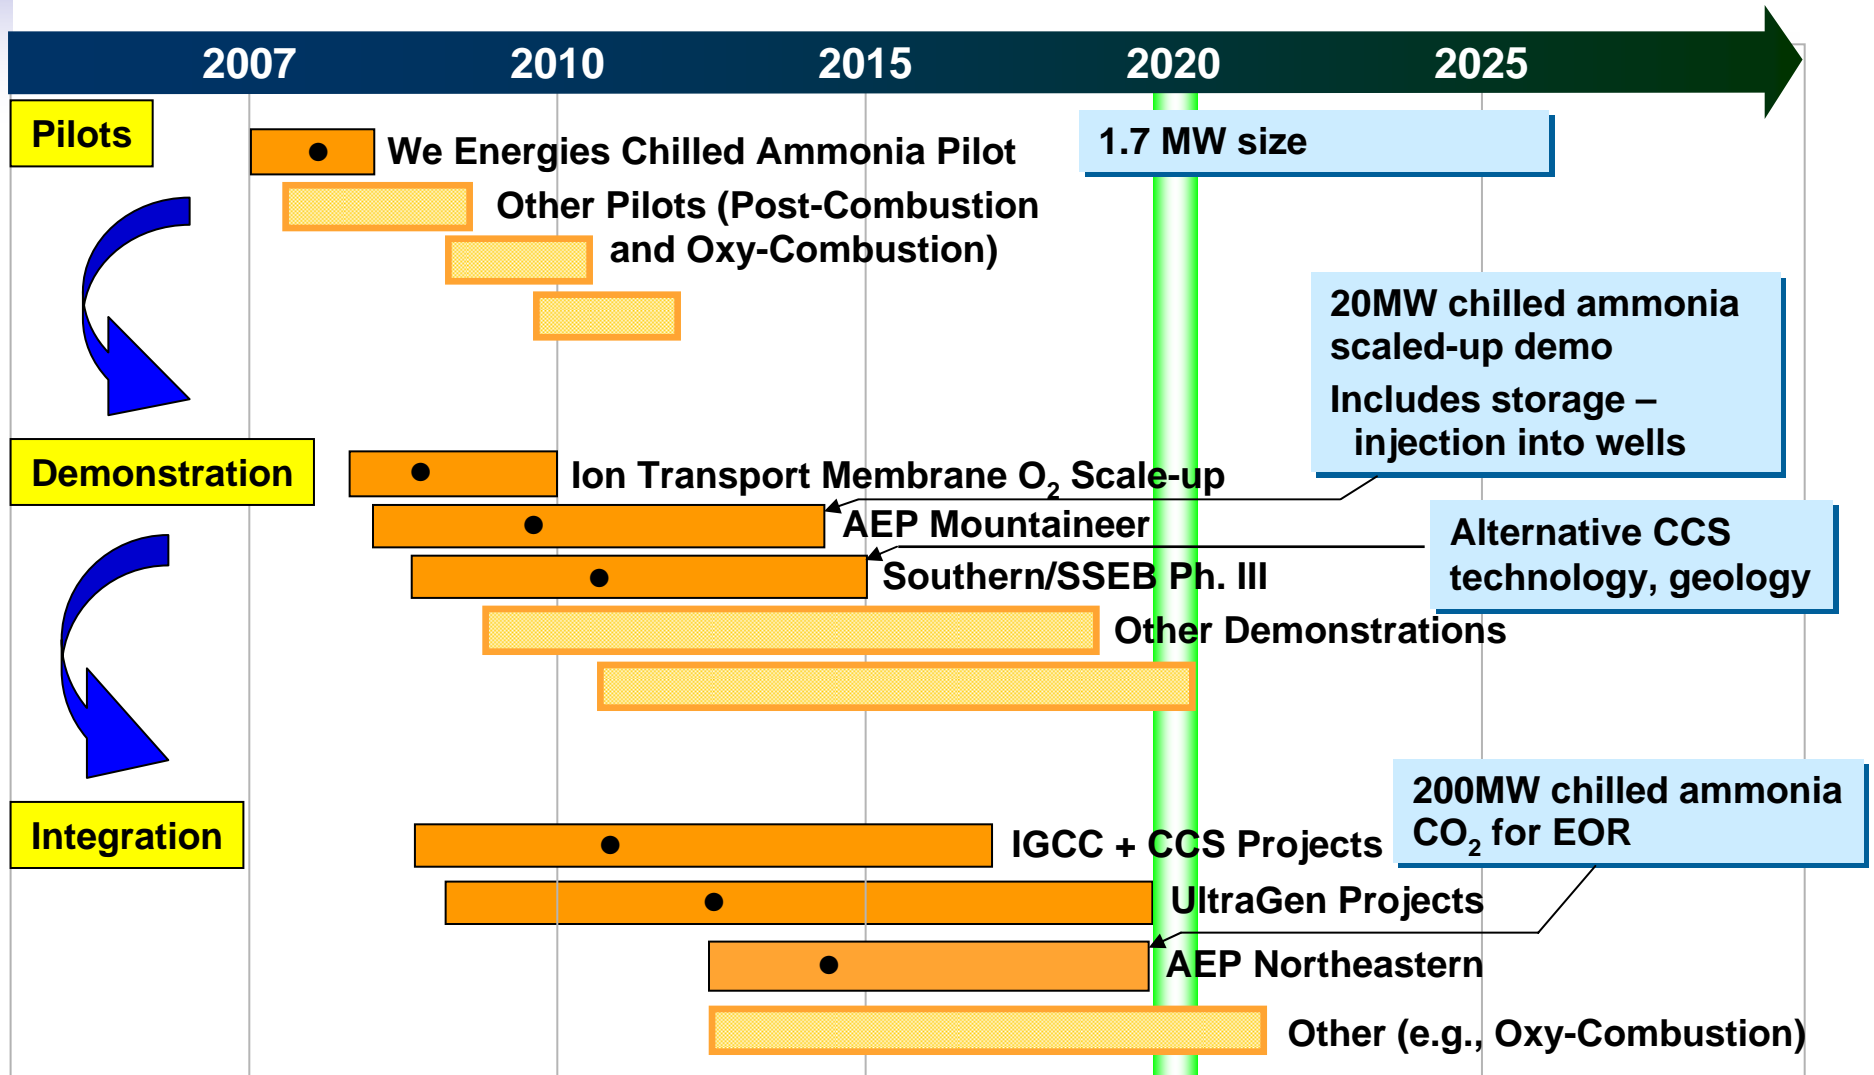 2007 2010 2015 2020 2025
Pilots
We Energies Chilled Ammonia Pilot
1.7 MW size
Other Pilots (Post-Combustion
and Oxy-Combustion)
20MW chilled ammonia
scaled-up demo
Includes storage –
injection into wells
Demonstration
Ion Transport Membrane O₂ Scale-up
AEP Mountaineer
Alternative CCS
technology, geology
Southern/SSEB Ph. III
Other Demonstrations
200MW chilled ammonia
CO₂ for EOR
Integration
IGCC + CCS Projects
UltraGen Projects
AEP Northeastern
Other (e.g., Oxy-Combustion)